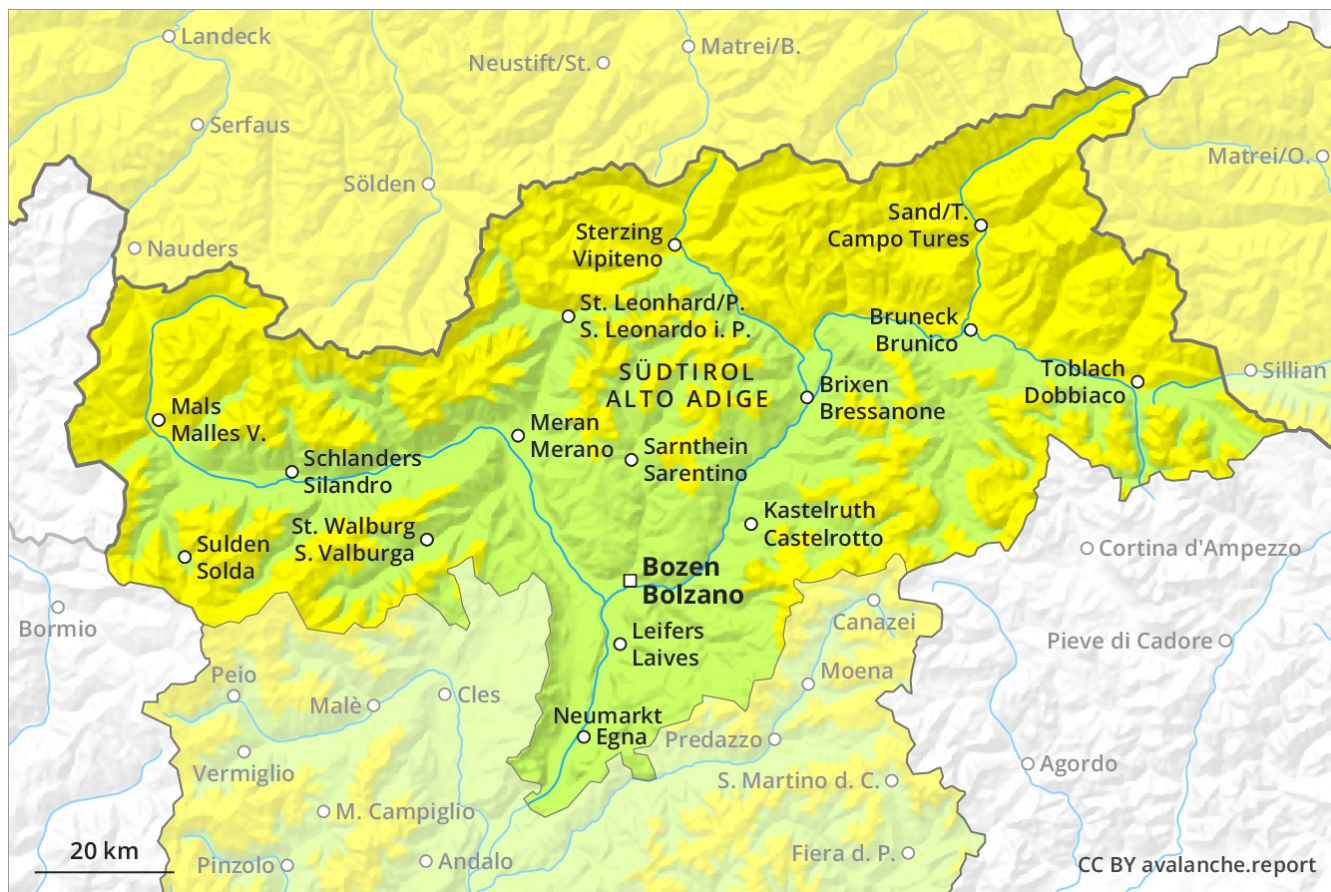 Landeck
Neustift/St.
Matrei/B.
Serfaus
Matrei/O.
Sölden
Nauders
Sand/T.
Campo Tures
Sterzing
Vipiteno
St. Leonhard/P.
S. Leonardo i. P.
Bruneck
Brunico
SÜDTIROL
ALTO ADIGE
Toblach
Dobbiaco
Sillian
Brixen
Bressanone
Mals
Malles V.
Meran
Merano
Sarnthein
Sarentino
Schlanders
Silandro
St. Walburg
S. Valburga
Kastelruth
Castelrotto
Sulden
Solda
Cortina d'Ampezzo
Bozen
Bolzano
Bormio
Canazei
Leifers
Laives
Pieve di Cadore
Peio
Moena
Malè
Cles
Neumarkt
Egna
Predazzo
Vermiglio
Agordo
S. Martino d. C.
M. Campiglio
20 km
Pinzolo
Andalo
Fiera d. P.
CC BY avalanche.report